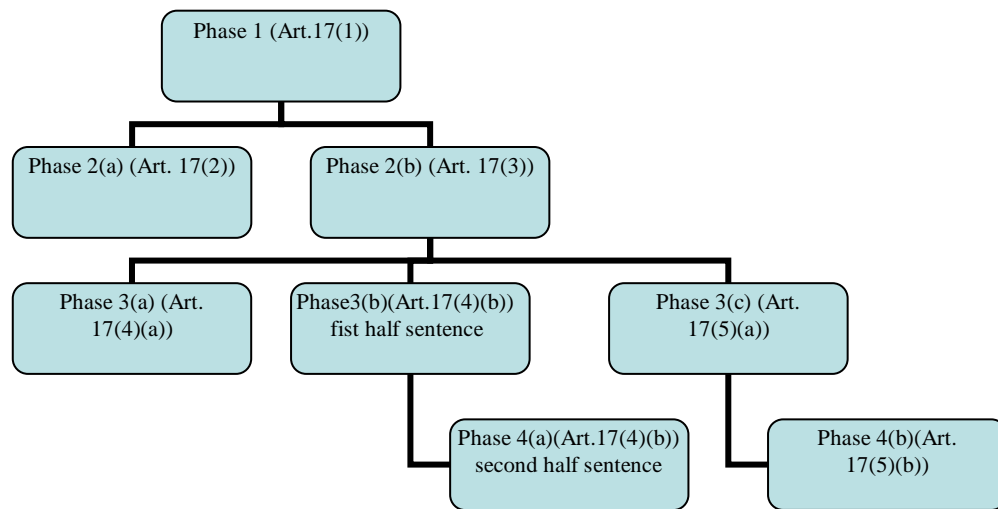 Phase 1 (Art.17(1))
Phase 2(a) (Art. 17(2))
Phase 2(b) (Art. 17(3))
Phase 3(a) (Art.
17(4)(a))
Phase3(b)(Art.17(4)(b))
fist half sentence
Phase 3(c) (Art.
17(5)(a))
Phase 4(a)(Art.17(4)(b))
second half sentence
Phase 4(b)(Art.
17(5)(b))